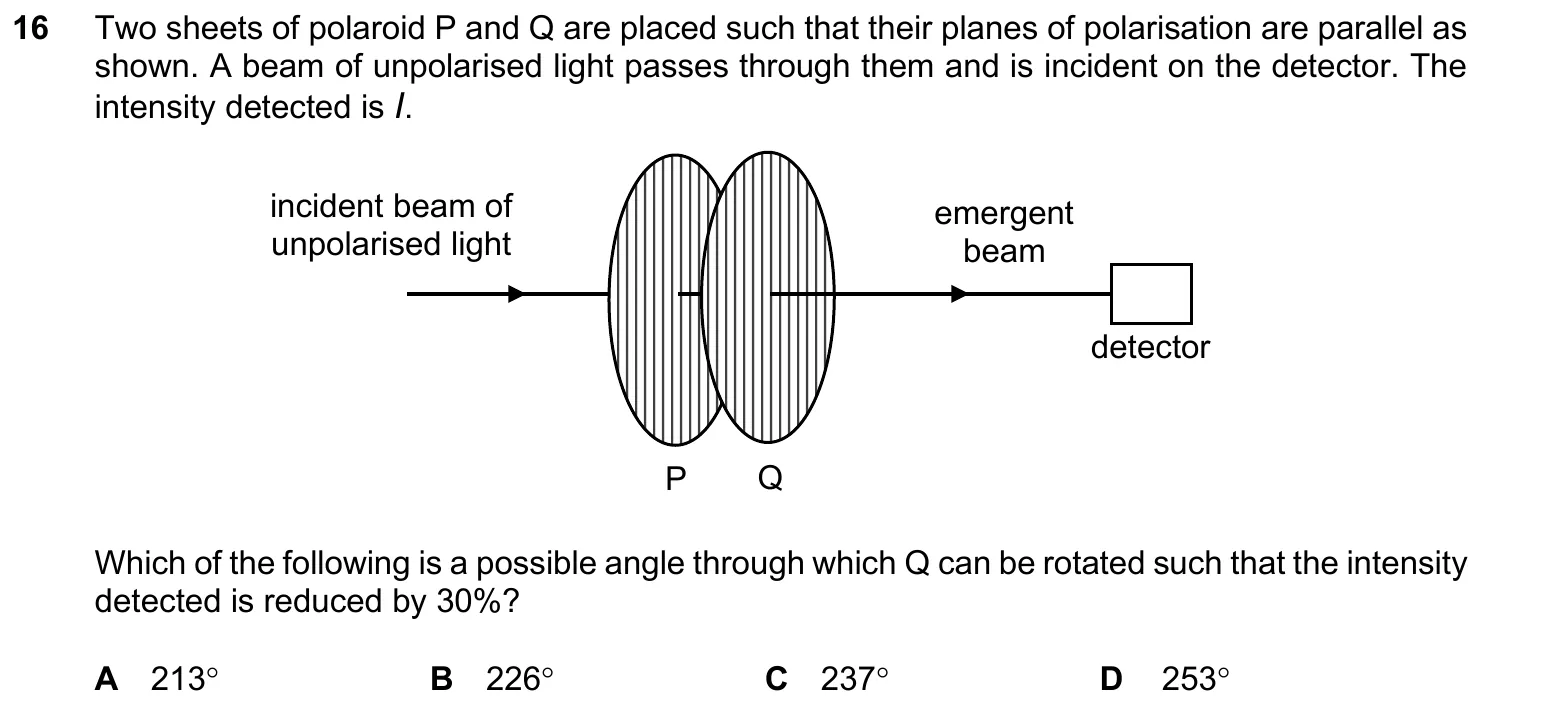 16 Two sheets of polaroid P and Q are placed such that their planes of polarisation are parallel as
shown. A beam of unpolarised light passes through them and is incident on the detector. The
intensity detected is I.
incident beam of
unpolarised light
emergent
beam
detector
P Q
Which of the following is a possible angle through which Q can be rotated such that the intensity
detected is reduced by 30%?
A 213° B 226° C 237° D 253°